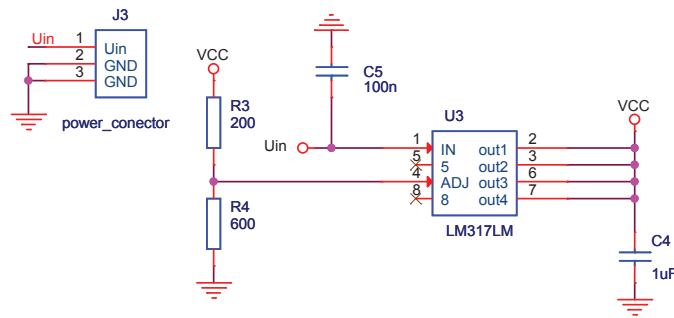 J3
Uin 1 Uin
2 GND
3 GND
power_conector
VCC
R3
200
R4
600
C5
100n
Uin
U3
1 IN out1 2
5 5 out2 3
4 ADJ out3 6
8 8 out4 7
LM317LM
VCC
C4
1uF